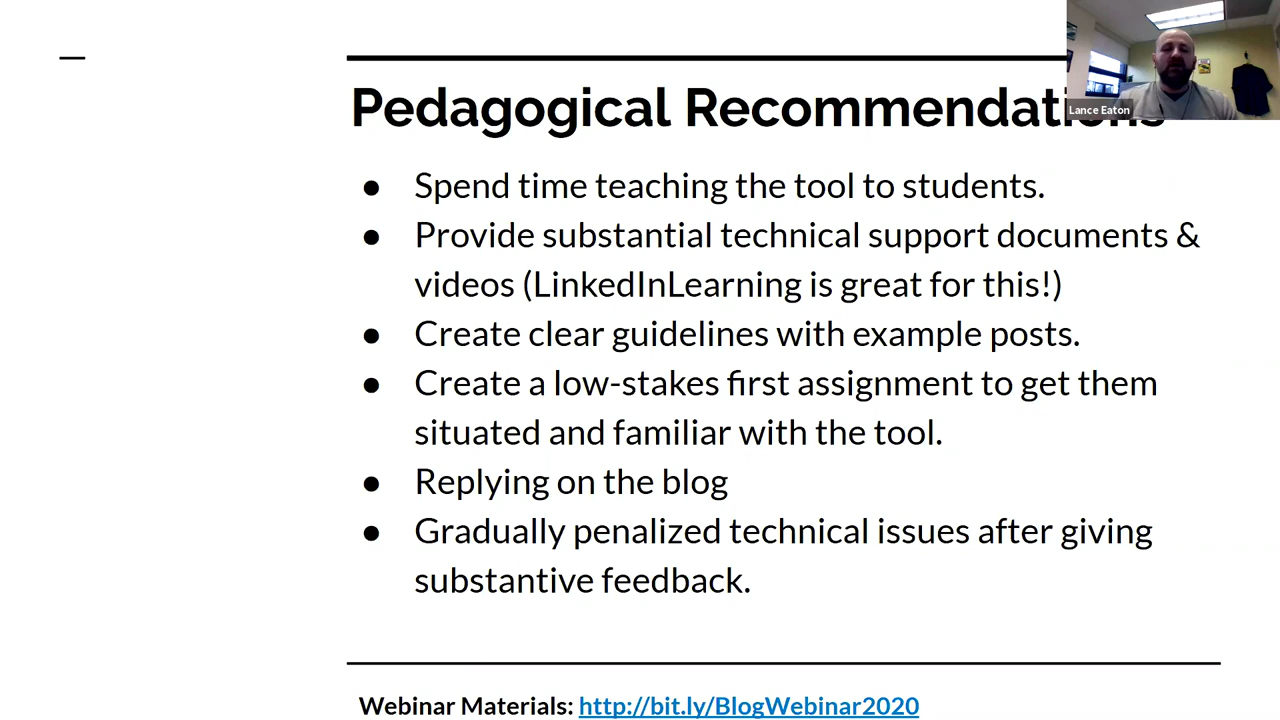 Pedagogical Recommendations
Lance Eaton
● Spend time teaching the tool to students.
● Provide substantial technical support documents &
videos (LinkedInLearning is great for this!)
● Create clear guidelines with example posts.
● Create a low-stakes first assignment to get them
situated and familiar with the tool.
● Replying on the blog
● Gradually penalized technical issues after giving
substantive feedback.
Webinar Materials: http://bit.ly/BlogWebinar2020